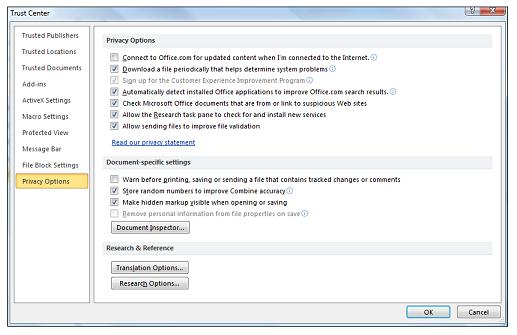 Trust Center
Trusted Publishers
Trusted Locations
Trusted Documents
Add-ins
ActiveX Settings
Macro Settings
Protected View
Message Bar
File Block Settings
Privacy Options
Privacy Options
Connect to Office.com for updated content when I'm connected to the Internet.
Download a file periodically that helps determine system problems
Sign up for the Customer Experience Improvement Program
Automatically detect installed Office applications to improve Office.com search results.
Check Microsoft Office documents that are from or link to suspicious Web sites
Allow the Research task pane to check for and install new services
Allow sending files to improve file validation
Read our privacy statement
Document-specific settings
Warn before printing, saving or sending a file that contains tracked changes or comments
Store random numbers to improve Combine accuracy
Make hidden markup visible when opening or saving
Remove personal information from file properties on save
Document Inspector...
Research & Reference
Translation Options...
Research Options...
OK Cancel